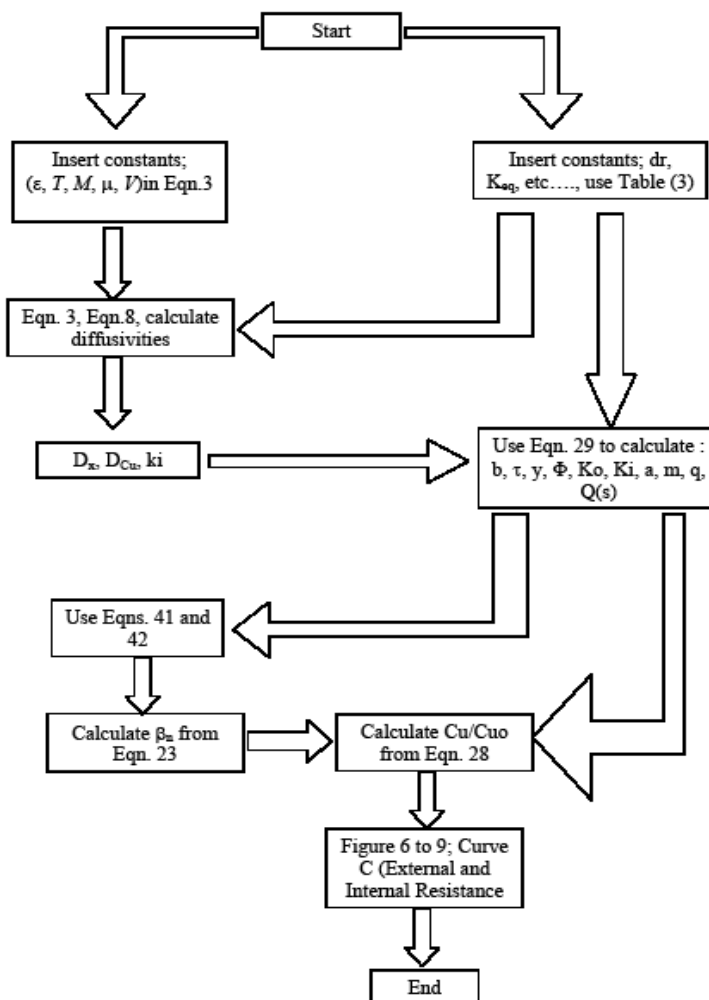 Start
Insert constants;
(ε, T, M, μ, V)in Eqn.3
Insert constants; dr,
Keq, etc…., use Table (3)
Eqn. 3, Eqn.8, calculate
diffusivities
Dx, DCu, ki
Use Eqn. 29 to calculate :
b, τ, y, Φ, Ko, Ki, a, m, q,
Q(s)
Use Eqns. 41 and
42
Calculate βn from
Eqn. 23
Calculate Cu/Cuo
from Eqn. 28
Figure 6 to 9; Curve
C (External and
Internal Resistance
End